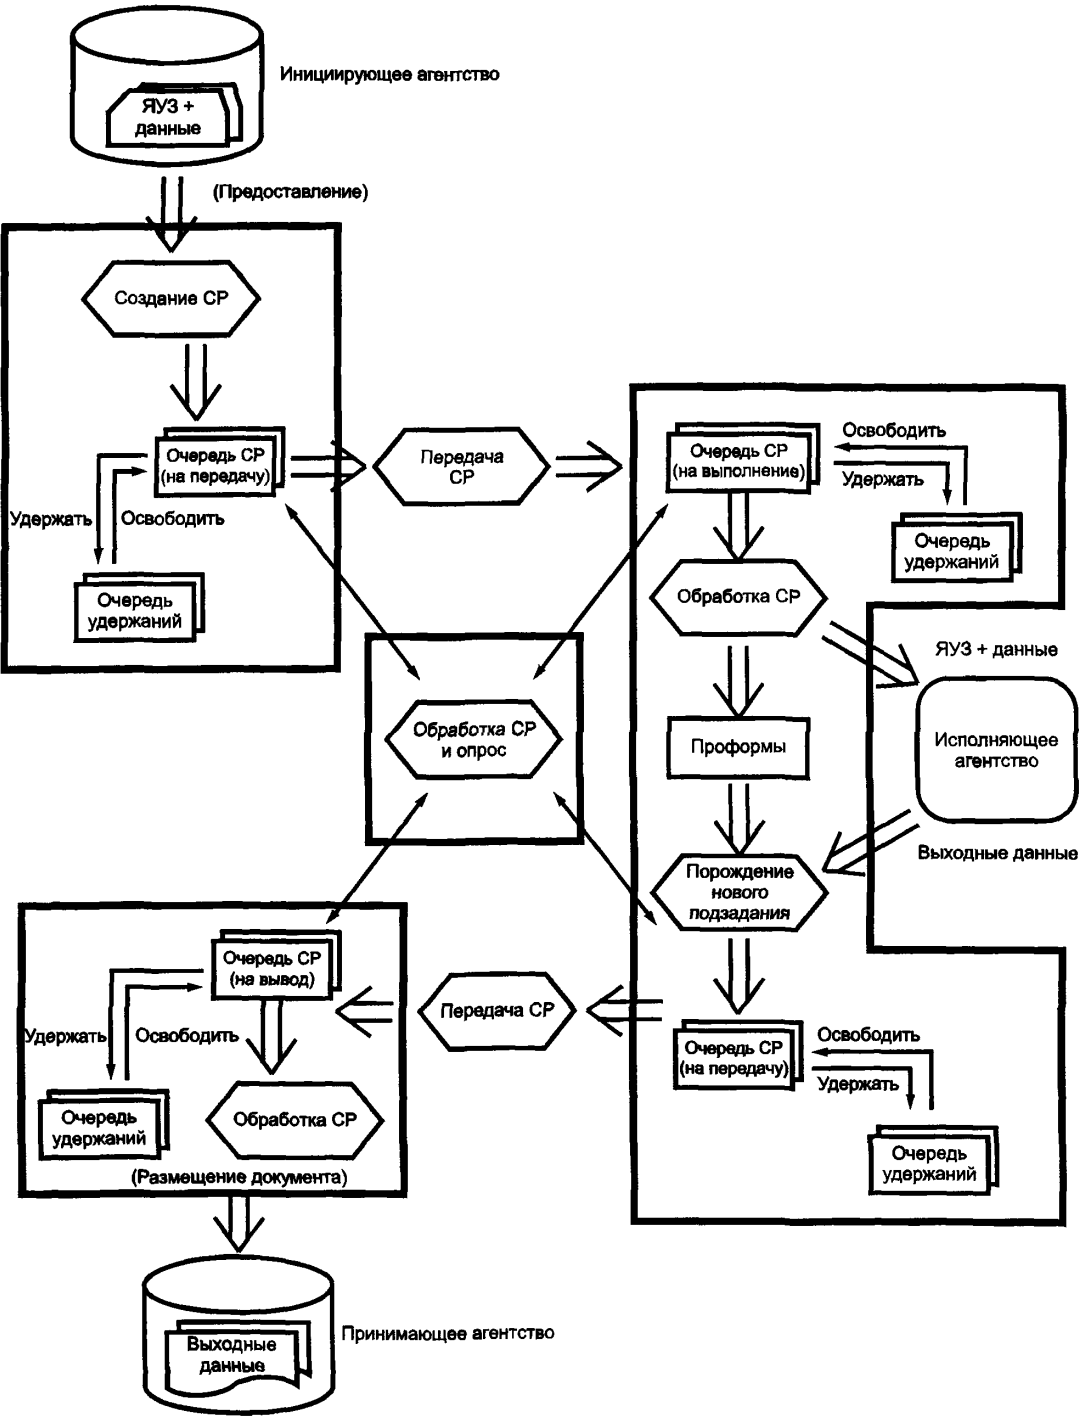 ЯУЗ +
данные
Инициирующее агентство
(Предоставление)
Создание СР
Очередь СР
(на передачу)
Удержать
Освободить
Очередь
удержаний
Передача
СР
Очередь СР
(на выполнение)
Освободить
Удержать
Очередь
удержаний
Обработка СР
ЯУЗ + данные
Исполняющее
агентство
Выходные данные
Проформы
Обработка СР
и опрос
Порождение
нового
подзадания
Очередь СР
(на передачу)
Освободить
Удержать
Очередь
удержаний
Передача СР
Очередь СР
(на вывод)
Удержать
Освободить
Очередь
удержаний
Обработка СР
(Размещение документа)
Выходные
данные
Принимающее агентство